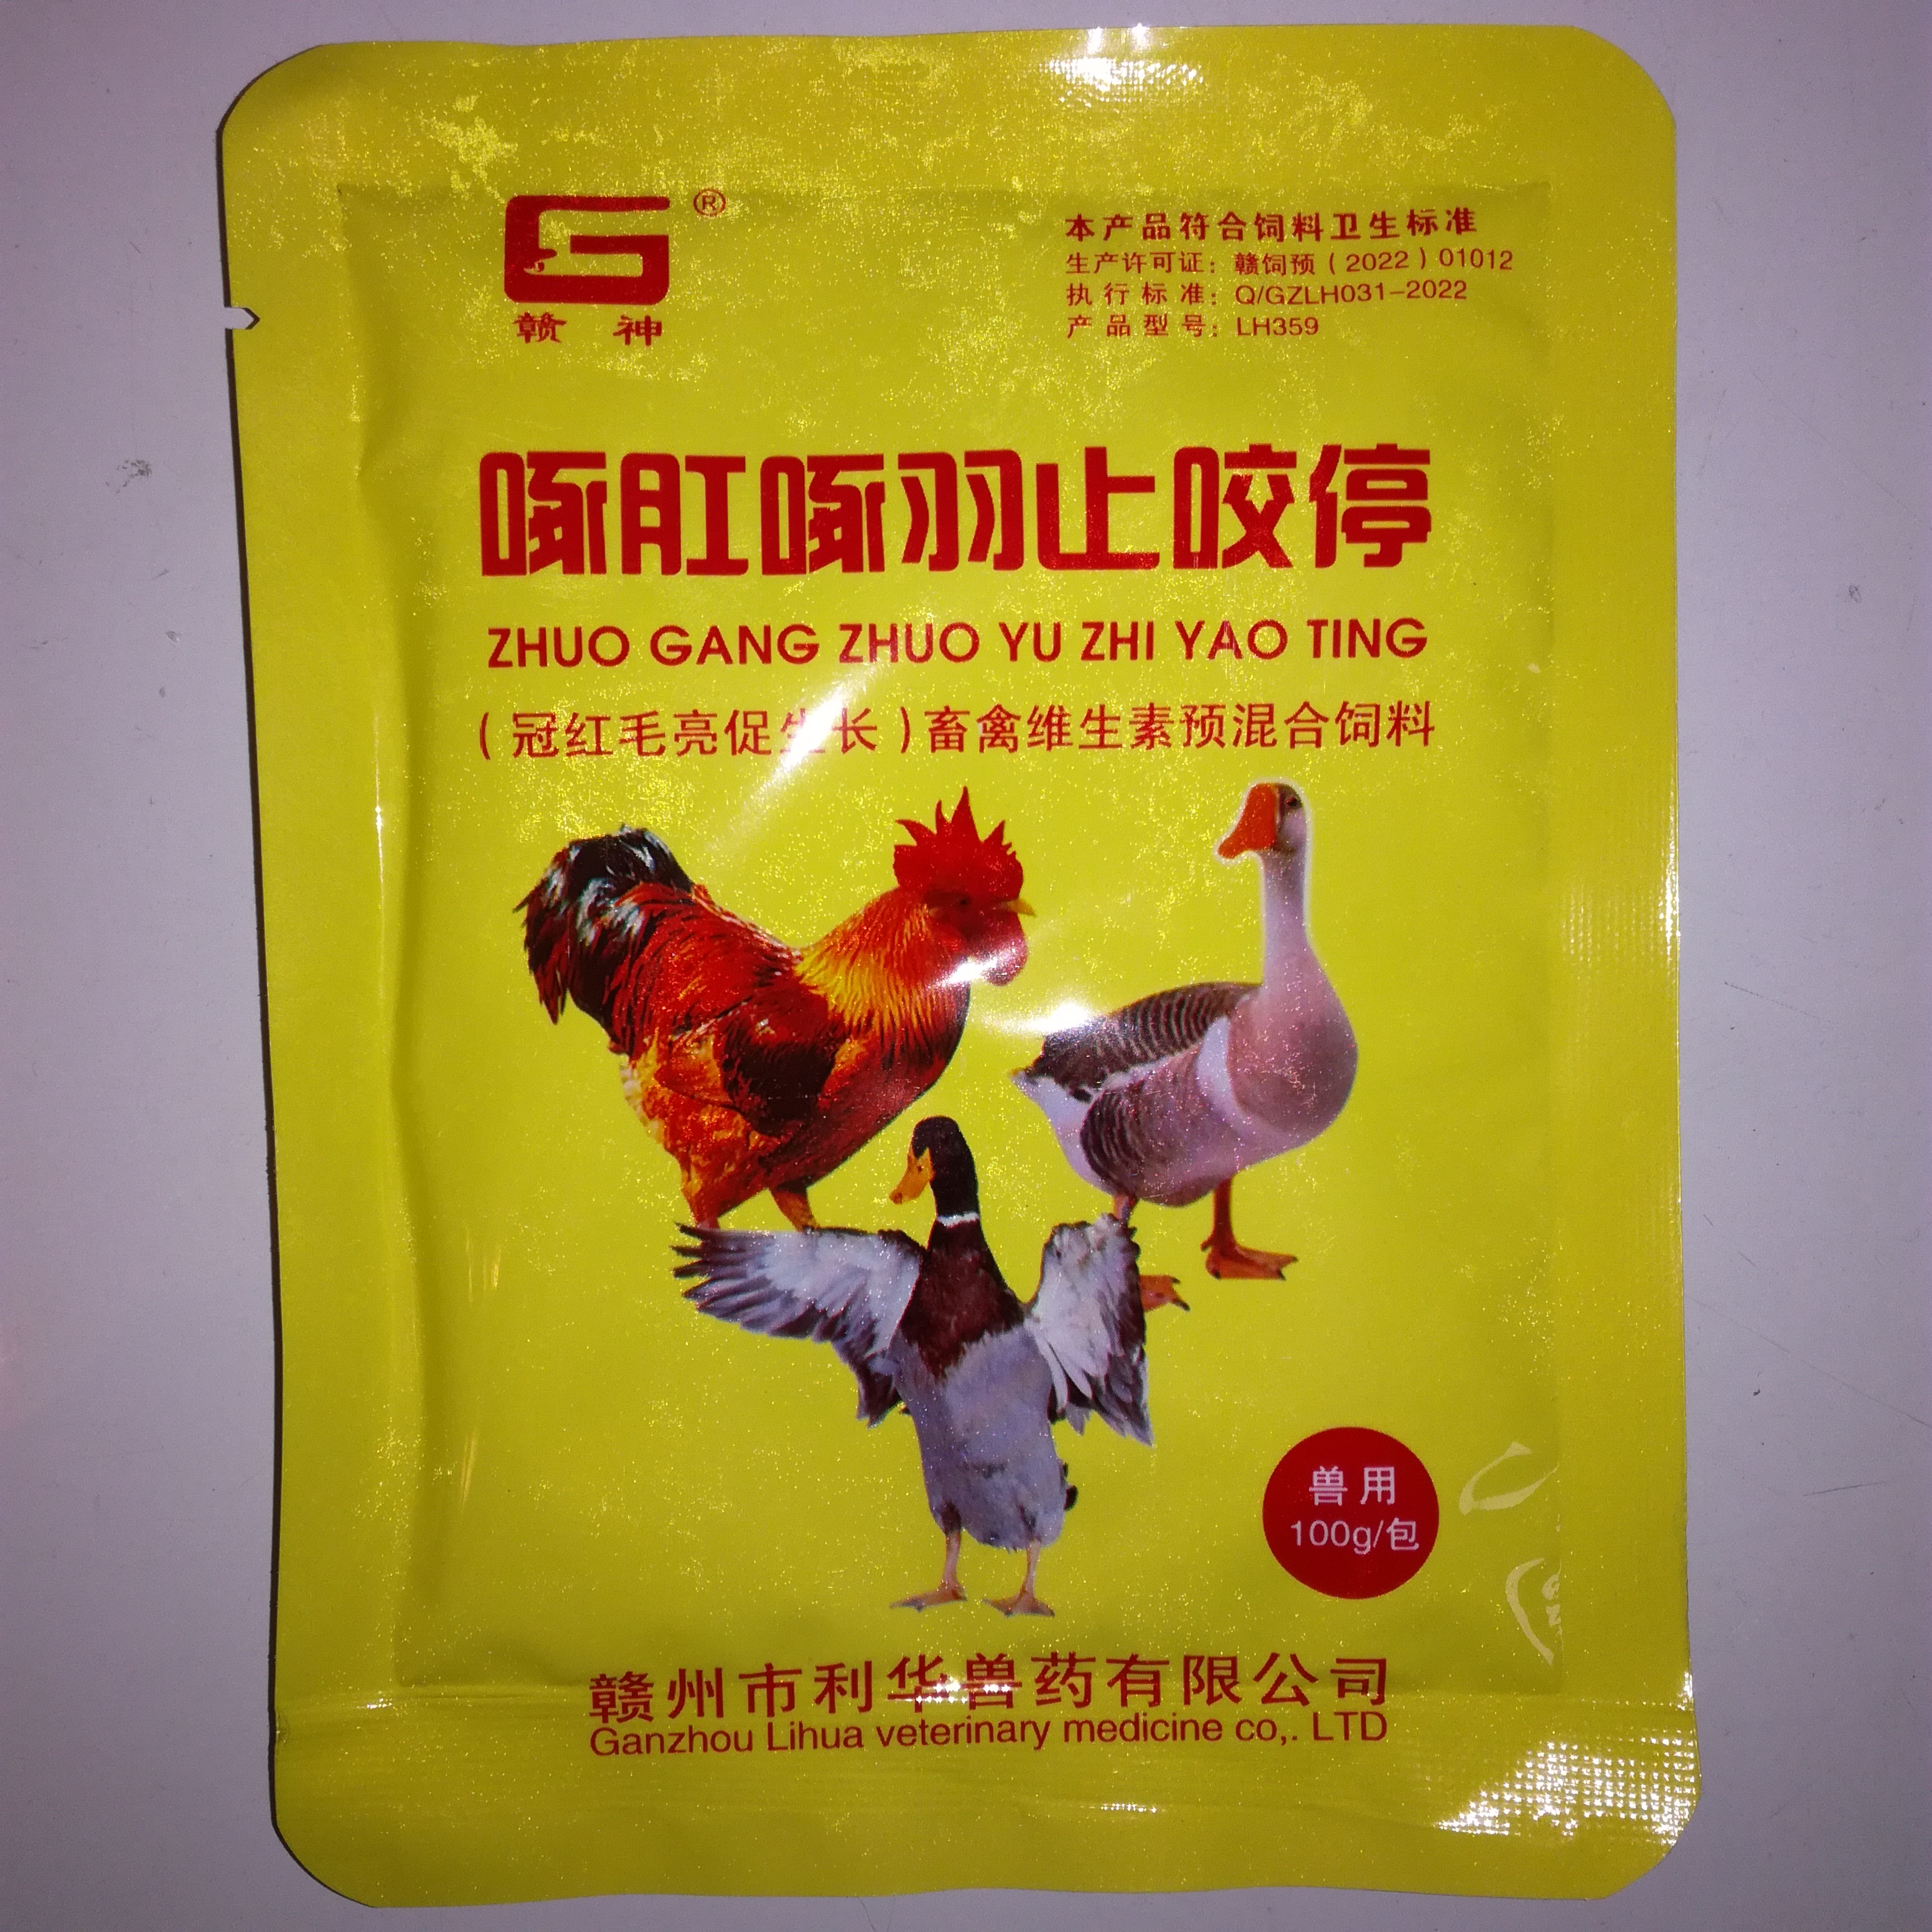 ®
赣 神
本产品符合饲料卫生标准
生产许可证：赣饲预（2022）01012
执行标准：Q/GZLH031-2022
产品型号：LH359
啄肛啄羽止咬停
ZHUO GANG ZHUO YU ZHI YAO TING
（冠红毛亮促生长）畜禽维生素预混合饲料
兽用
100g/包
赣州市利华兽药有限公司
Ganzhou Lihua veterinary medicine co,. LTD